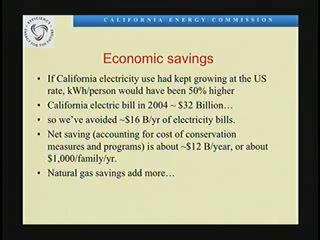 CALIFORNIA ENERGY COMMISSION
Economic savings
• If California electricity use had kept growing at the US
rate, kWh/person would have been 50% higher
• California electric bill in 2004 ~ $32 Billion…
• so we've avoided ~$16 B/yr of electricity bills.
• Net saving (accounting for cost of conservation
measures and programs) is about ~$12 B/year, or about
$1,000/family/yr.
• Natural gas savings add more…